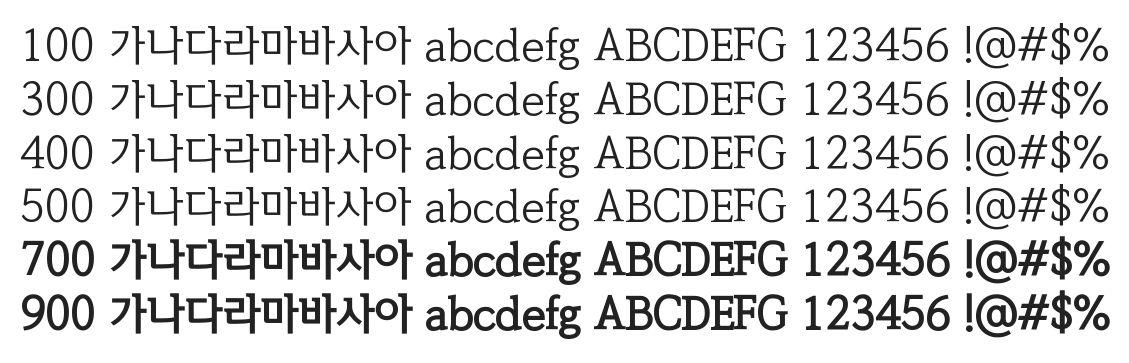 100 가나다라마바사아 abcdefg ABCDEFG 123456 !@#$%
300 가나다라마바사아 abcdefg ABCDEFG 123456 !@#$%
400 가나다라마바사아 abcdefg ABCDEFG 123456 !@#$%
500 가나다라마바사아 abcdefg ABCDEFG 123456 !@#$%
700 가나다라마바사아 abcdefg ABCDEFG 123456 !@#$%
900 가나다라마바사아 abcdefg ABCDEFG 123456 !@#$%